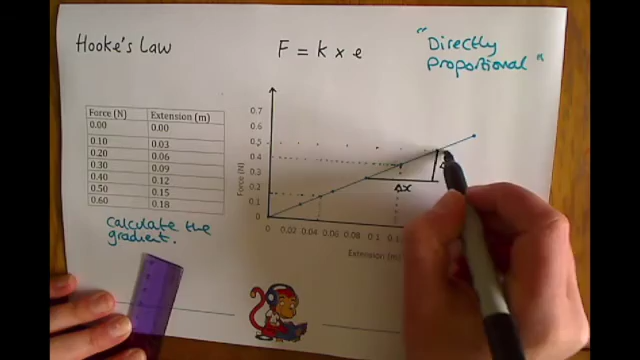 Hooke's Law
F = k x e
"Directly
Proportional"
Force (N) Extension (m)
0.00 0.00
0.10 0.03
0.20 0.06
0.30 0.09
0.40 0.12
0.50 0.15
0.60 0.18
Calculate the
gradient.
0.7
0.6
0.5
0.4
0.3
0.2
0.1
0
Force (N)
Δx
0 0.02 0.04 0.06 0.08 0.1
Extension (m)